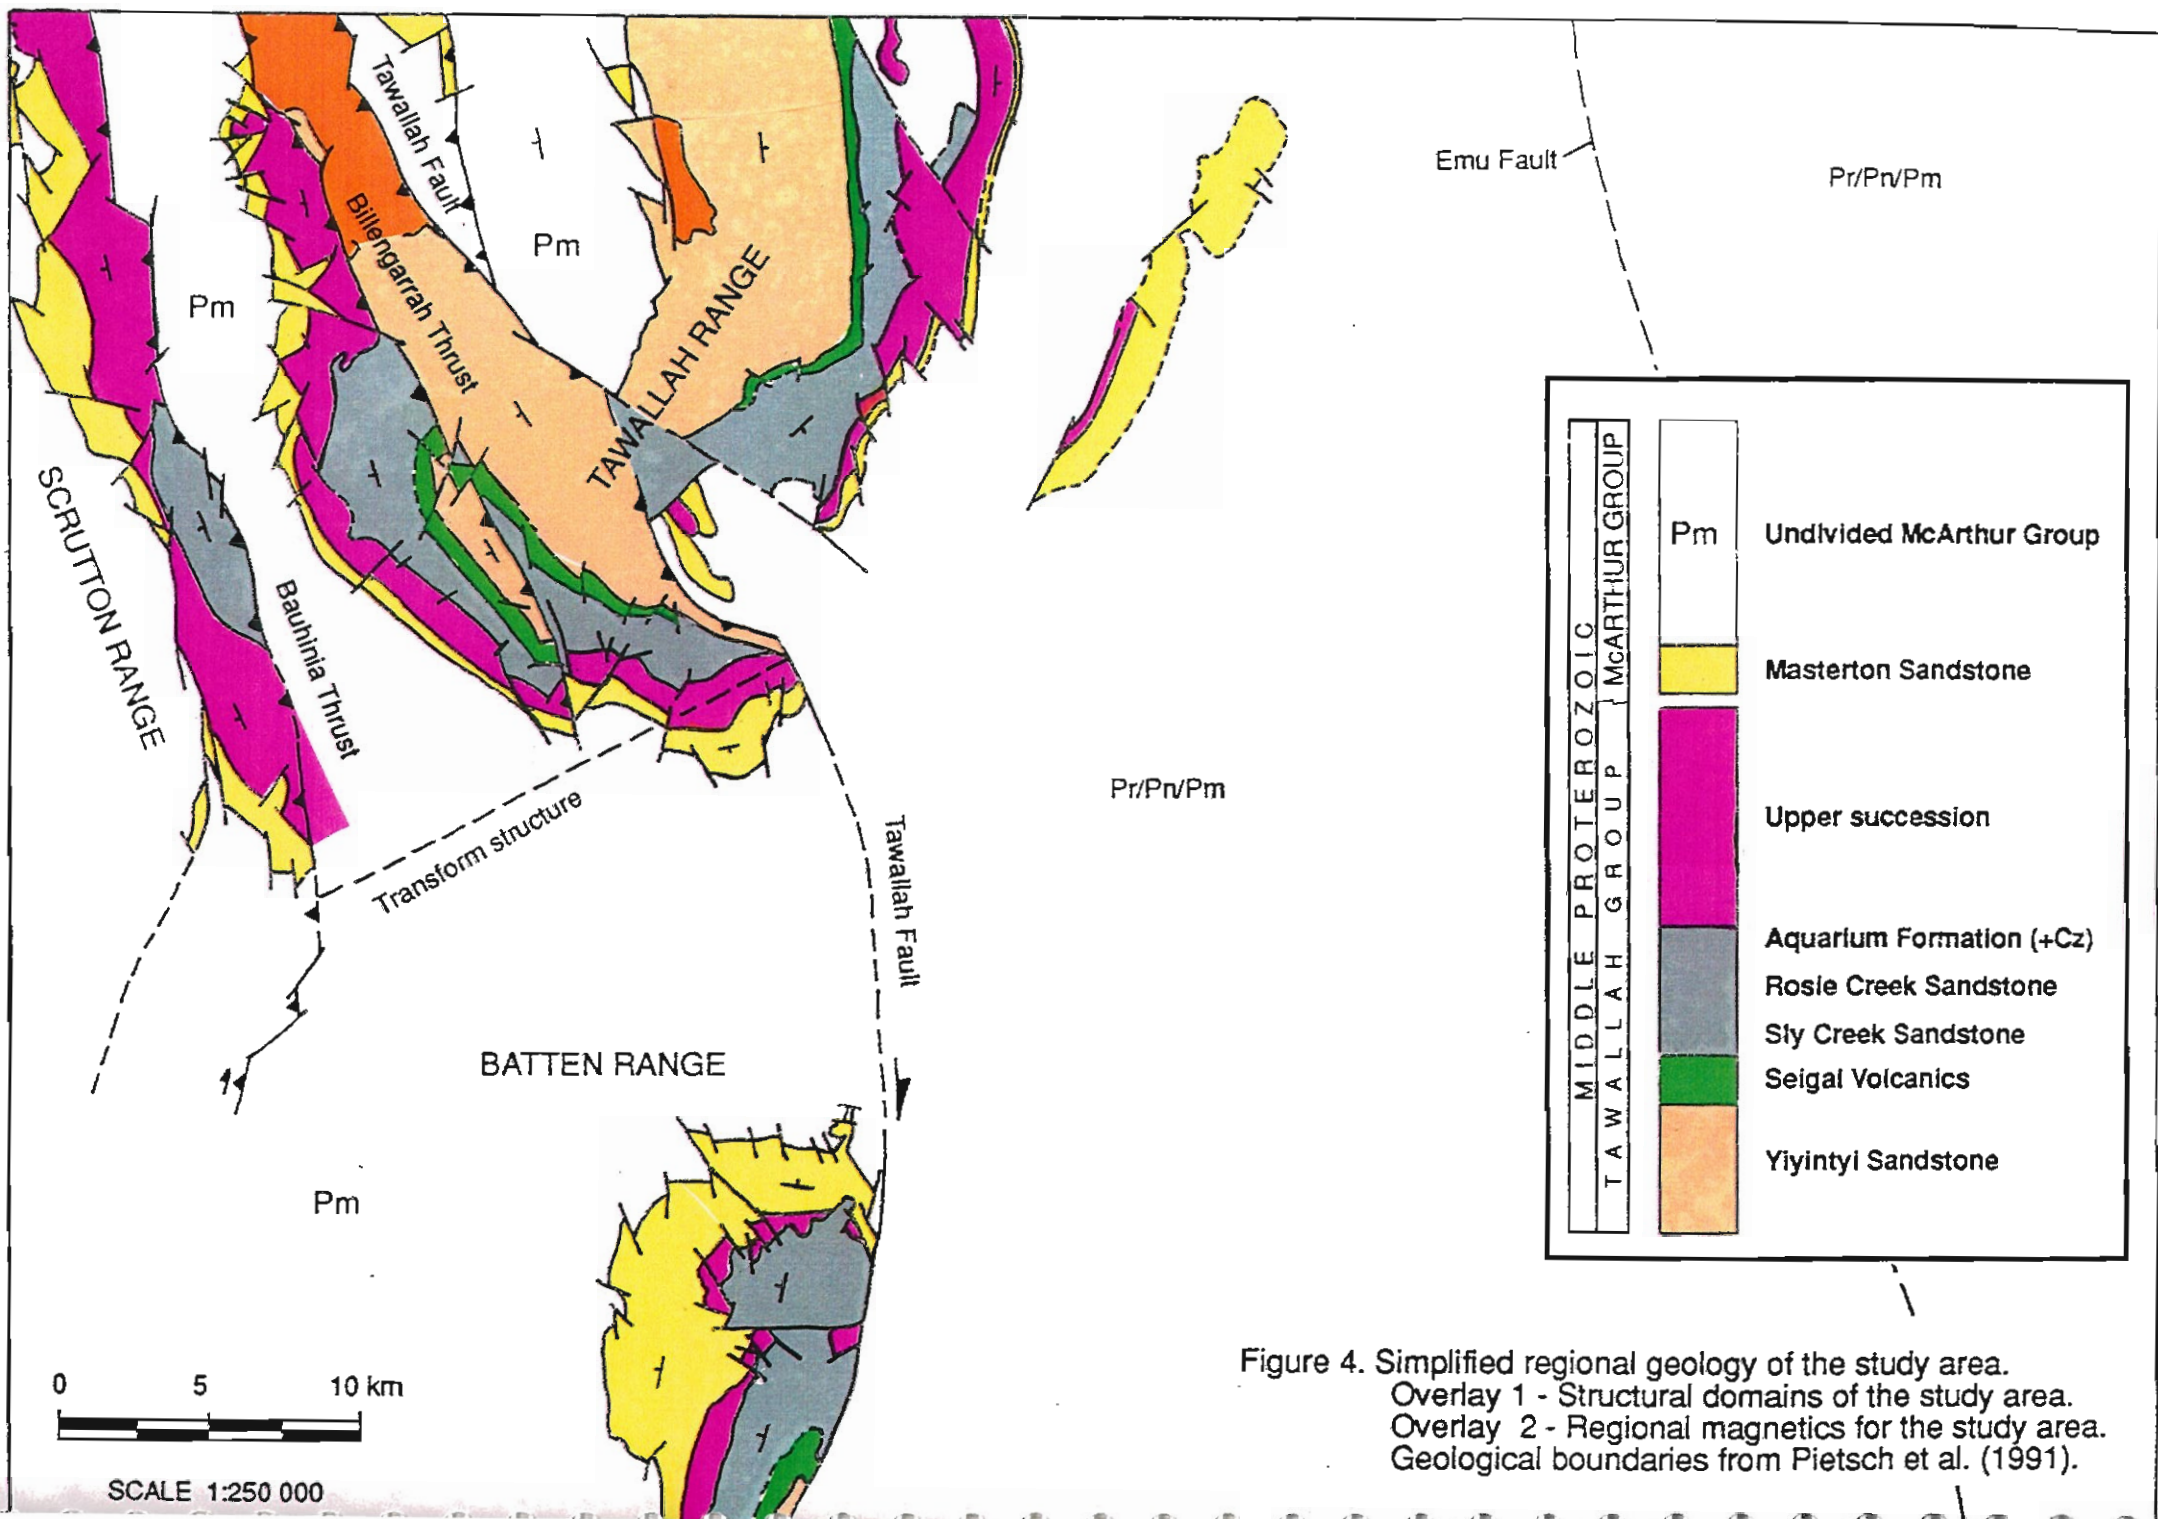 Tawallah Fault
Emu Fault
Pr/Pn/Pm
Billengarrah Thrust
Pm
Pm
TAWALLAH RANGE
SCRUTTON RANGE
Bauhinia Thrust
Transform structure
Tawallah Fault
Pr/Pn/Pm
BATTEN RANGE
Pm
MIDDLE PROTEROZOIC
McARTHUR GROUP
TAWALLAH GROUP
Pm
Undivided McArthur Group
Masterton Sandstone
Upper succession
Aquarium Formation (+Cz)
Rosie Creek Sandstone
Sly Creek Sandstone
Seigal Volcanics
Yiyintyi Sandstone
0 5 10 km
SCALE 1:250 000
Figure 4. Simplified regional geology of the study area.
Overlay 1 - Structural domains of the study area.
Overlay 2 - Regional magnetics for the study area.
Geological boundaries from Pietsch et al. (1991).